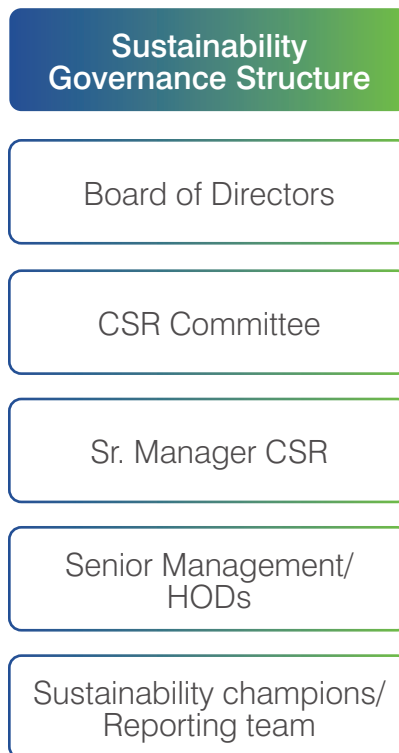 Sustainability
Governance Structure
Board of Directors
CSR Committee
Sr. Manager CSR
Senior Management/
HODs
Sustainability champions/
Reporting team